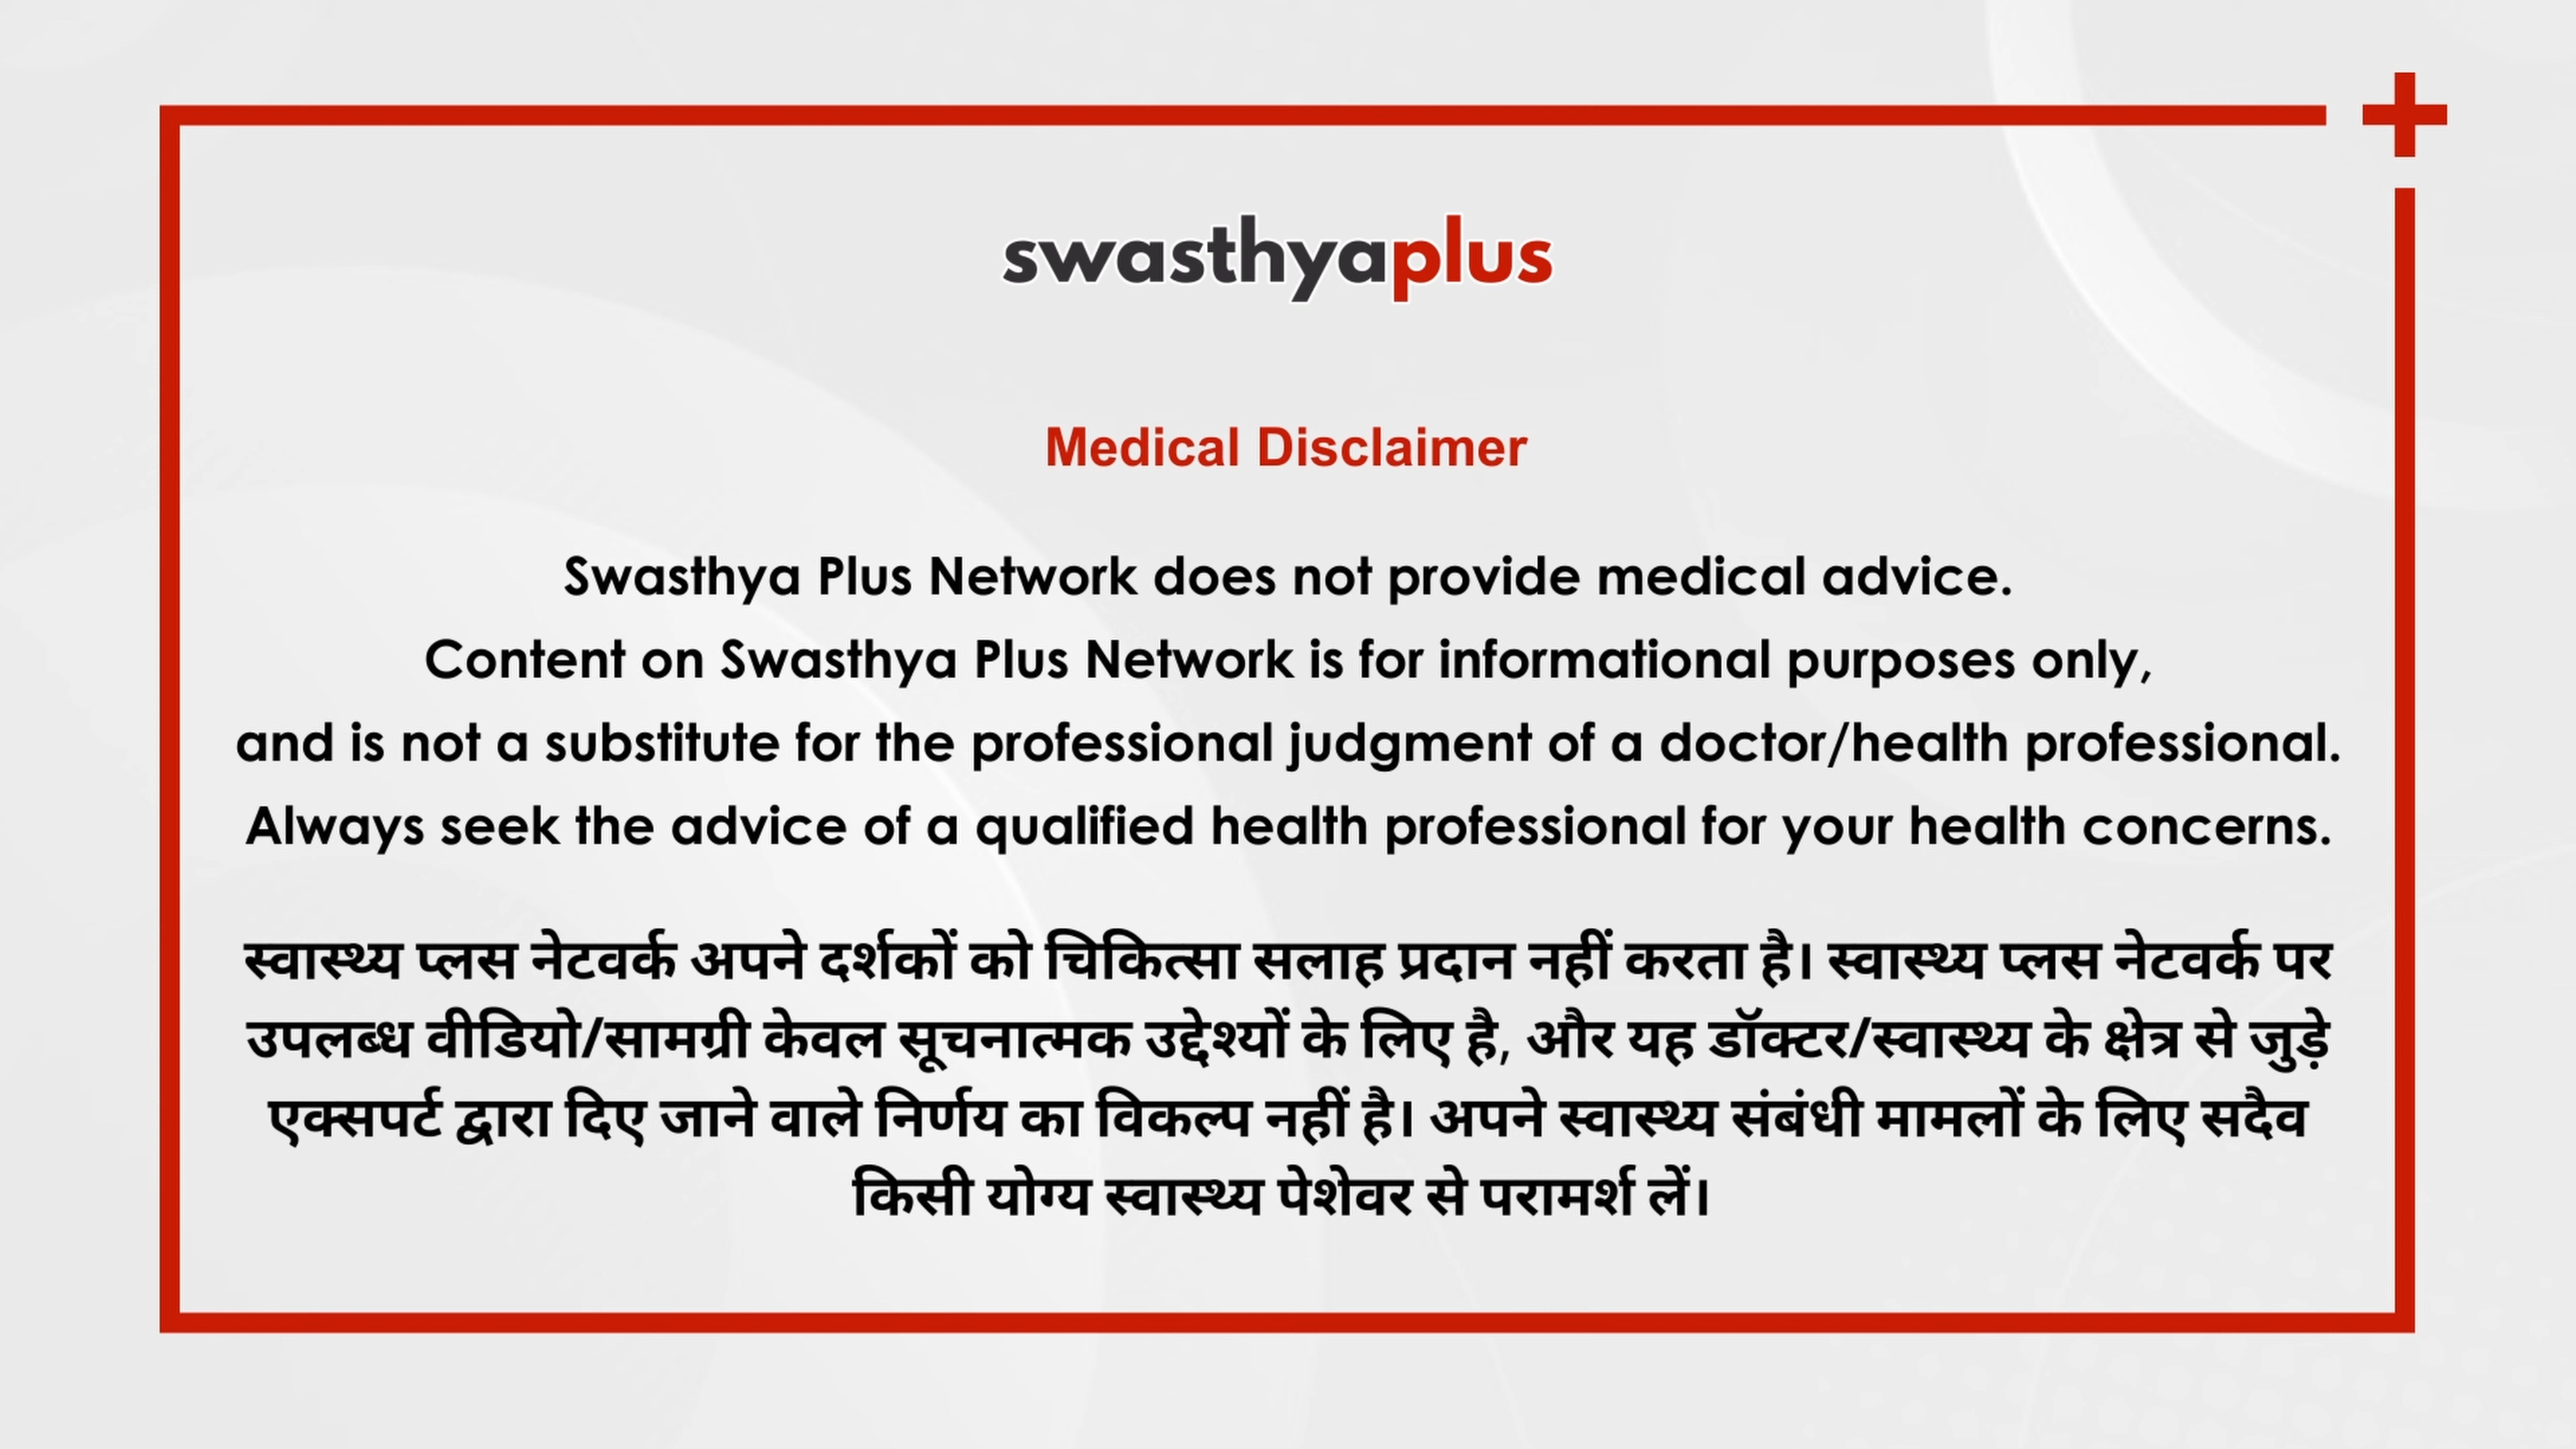 swasthyaplus
Medical Disclaimer
Swasthya Plus Network does not provide medical advice.
Content on Swasthya Plus Network is for informational purposes only,
and is not a substitute for the professional judgment of a doctor/health professional.
Always seek the advice of a qualified health professional for your health concerns.
स्वास्थ्य प्लस नेटवर्क अपने दर्शकों को चिकित्सा सलाह प्रदान नहीं करता है। स्वास्थ्य प्लस नेटवर्क पर
उपलब्ध वीडियो/सामग्री केवल सूचनात्मक उद्देश्यों के लिए है, और यह डॉक्टर/स्वास्थ्य के क्षेत्र से जुड़े
एक्सपर्ट द्वारा दिए जाने वाले निर्णय का विकल्प नहीं है। अपने स्वास्थ्य संबंधी मामलों के लिए सदैव
किसी योग्य स्वास्थ्य पेशेवर से परामर्श लें।